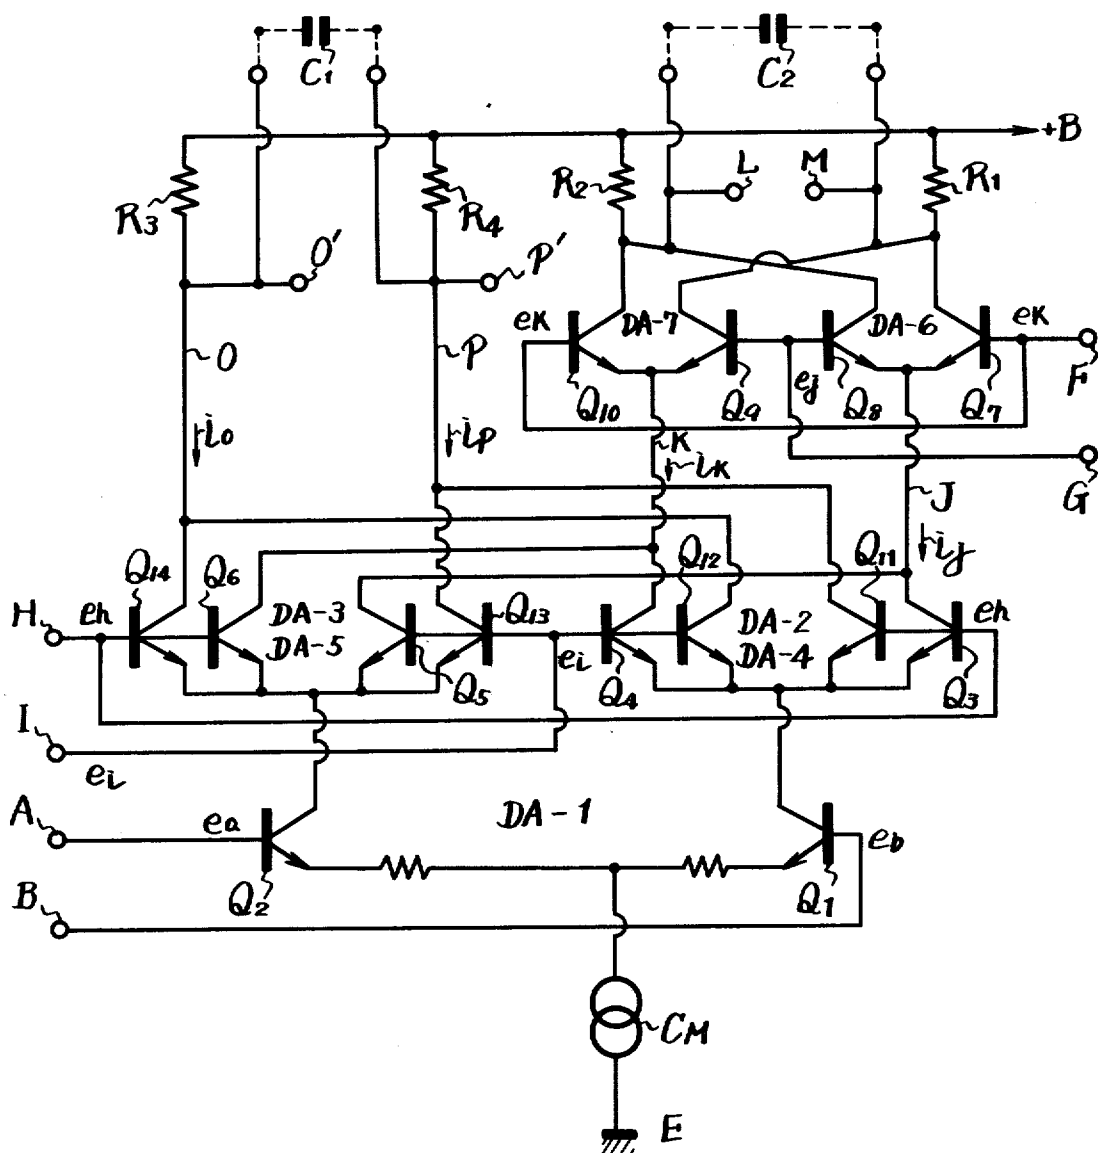 C1
C2
+B
L
M
R3
R4
R2
R1
O'
P'
eK
DA-7
DA-6
eK
F
O
P
Q10
Q9
ej
Q8
Q7
io
ip
K
iK
J
G
ij
Q14
Q6
Q12
Q11
H
eh
DA-3
DA-5
Q13
DA-2
DA-4
eh
ei
Q5
Q4
Q3
I
ei
A
ea
DA-1
eb
B
Q2
Q1
CM
E